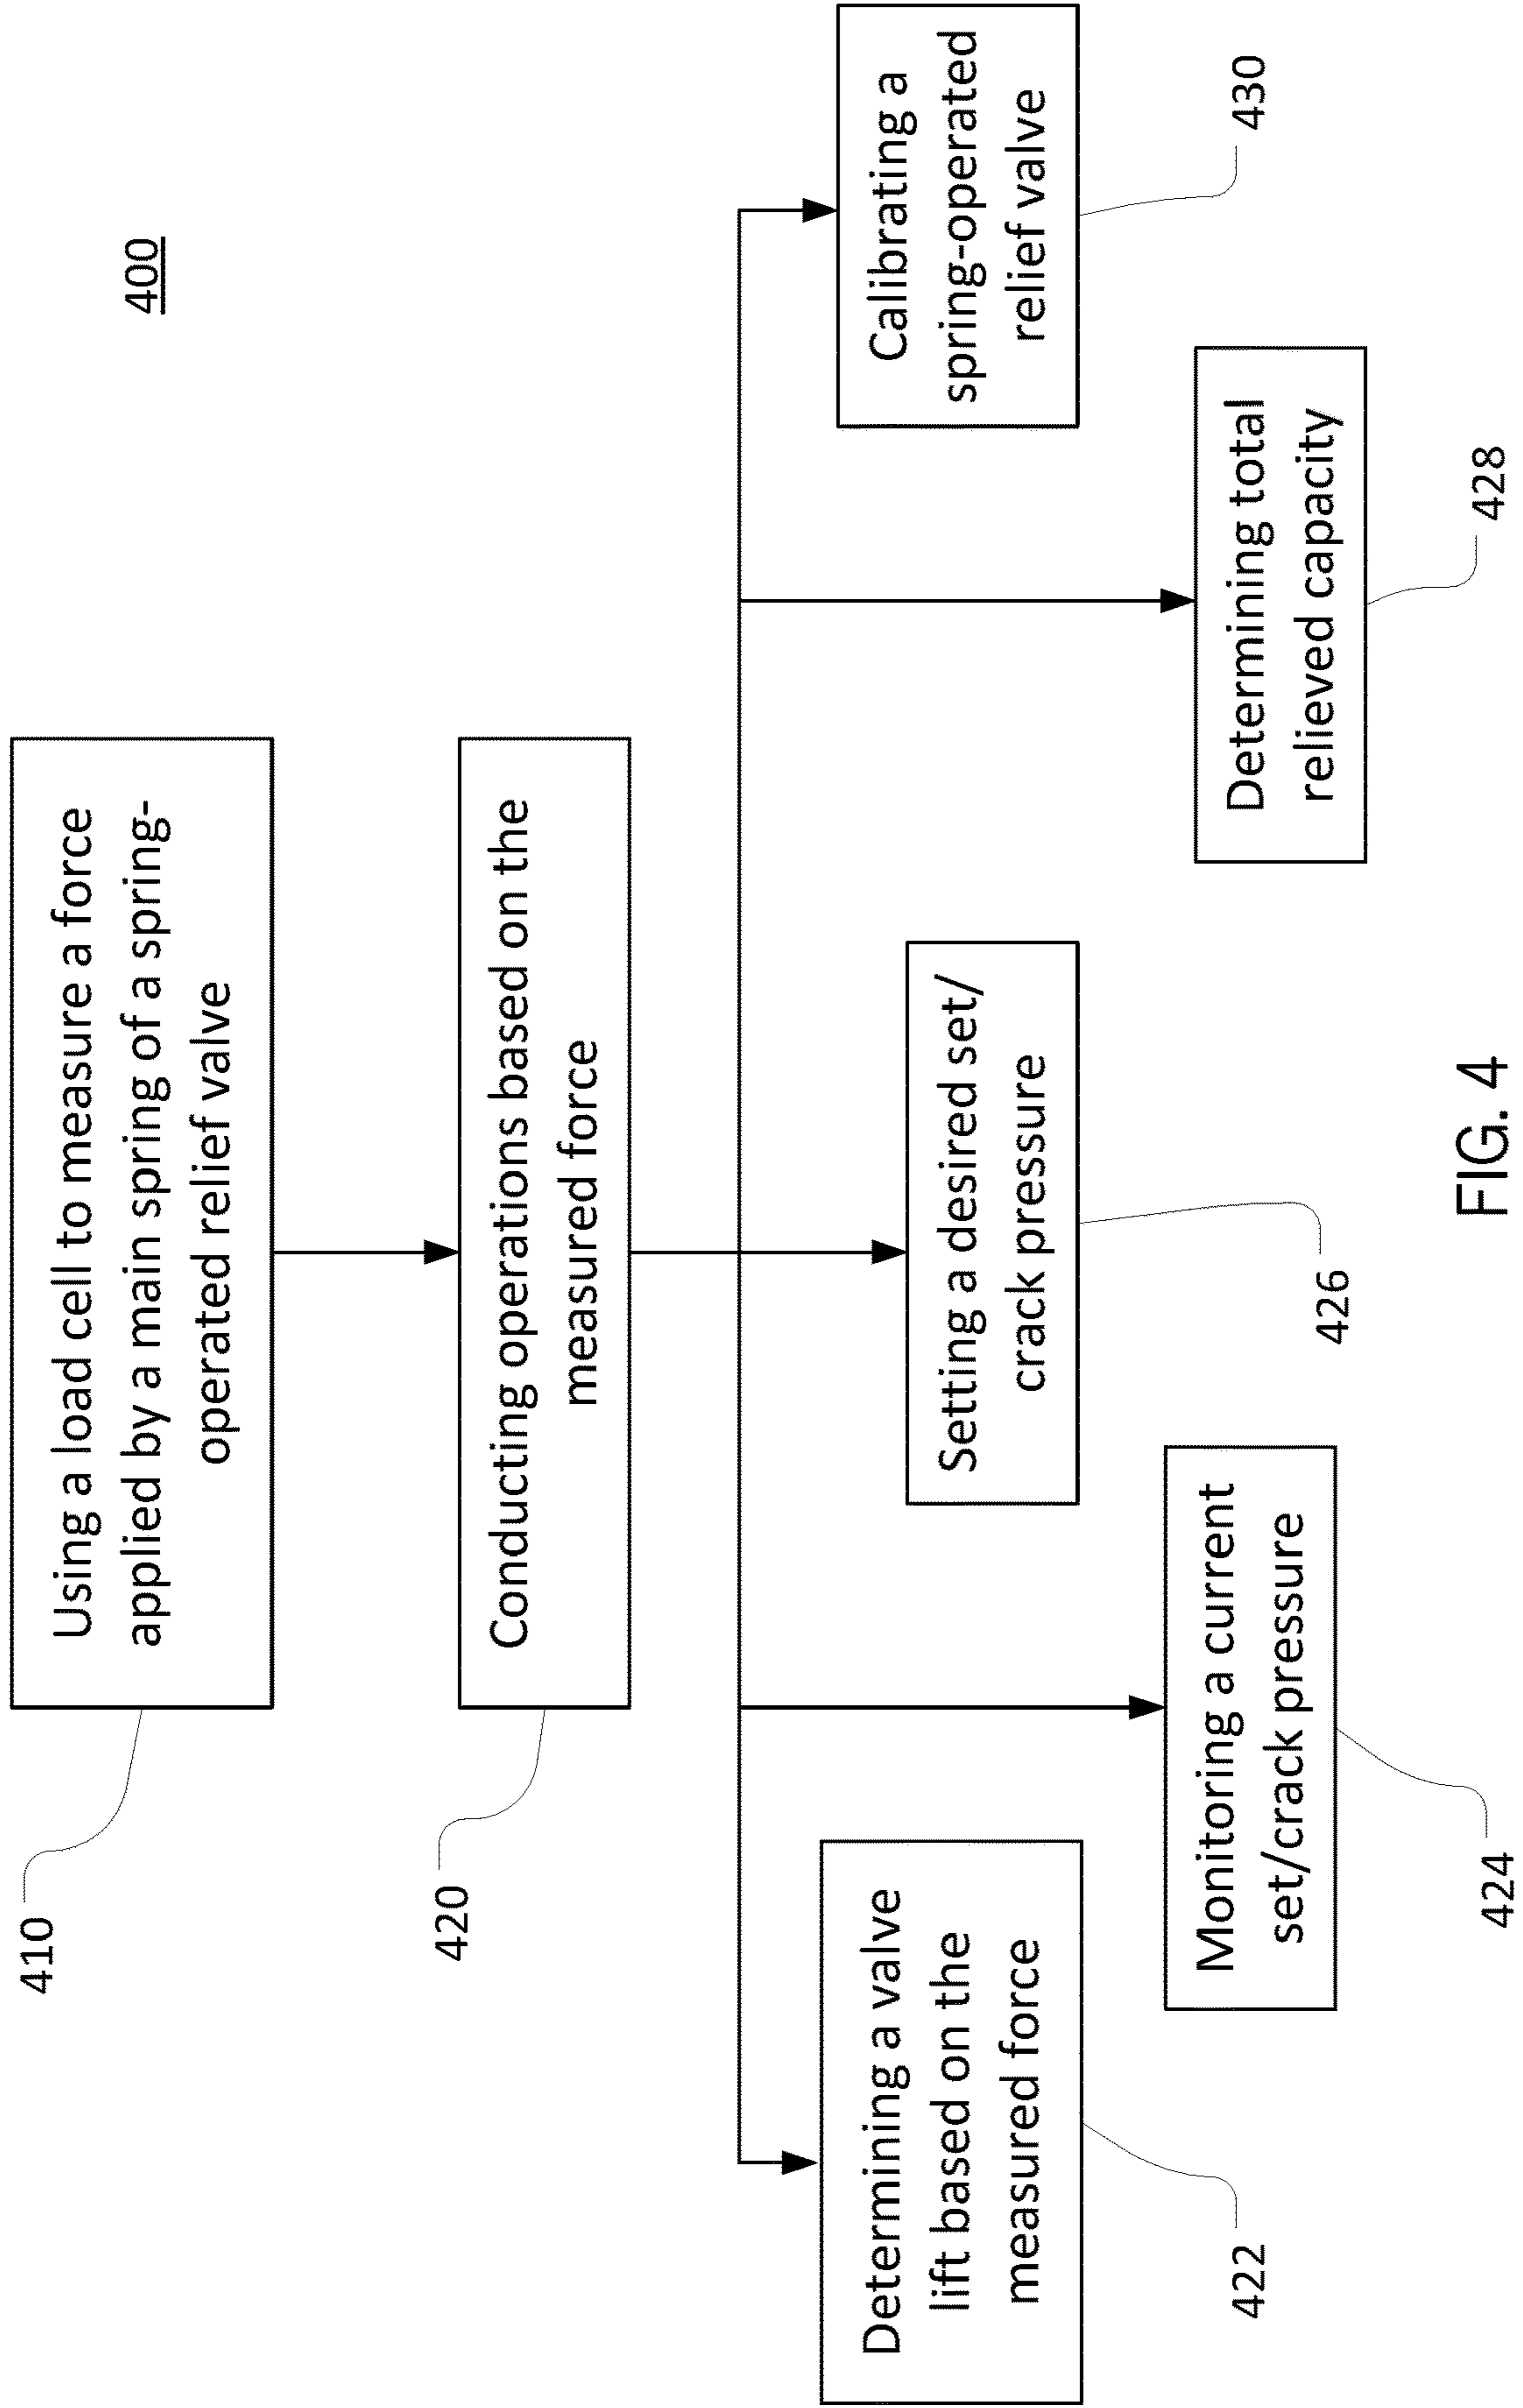 400
410
Using a load cell to measure a force
applied by a main spring of a spring-
operated relief valve
420
Conducting operations based on the
measured force
Determining a valve
lift based on the
measured force
422
Monitoring a current
set/crack pressure
424
Setting a desired set/
crack pressure
426
Determining total
relieved capacity
428
Calibrating a
spring-operated
relief valve
430
FIG. 4